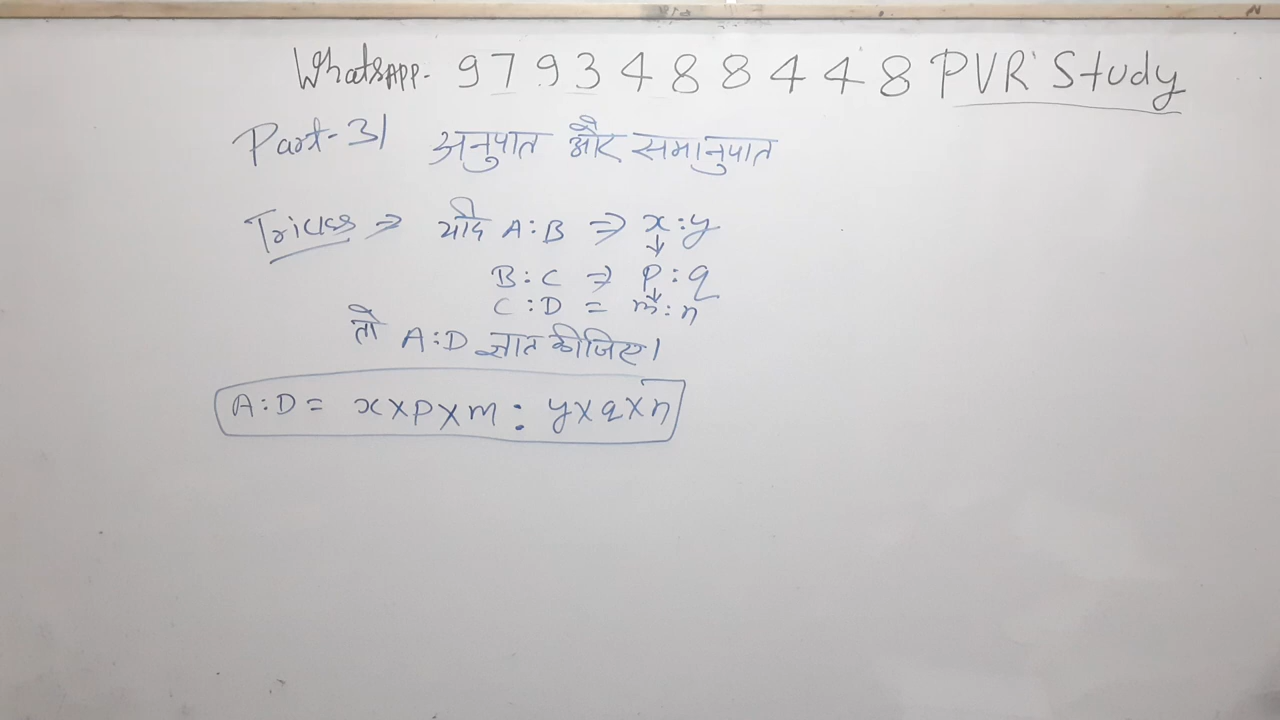 WhatsAPP- 9793488448 PVR Study
Part-31 अनुपात और समानुपात
Tricks ⇒ यदि A:B ⇒ x:y
B:C ⇒ P:q
C:D = m:n
तो A:D ज्ञात कीजिए।
A:D = x×p×m : y×q×n